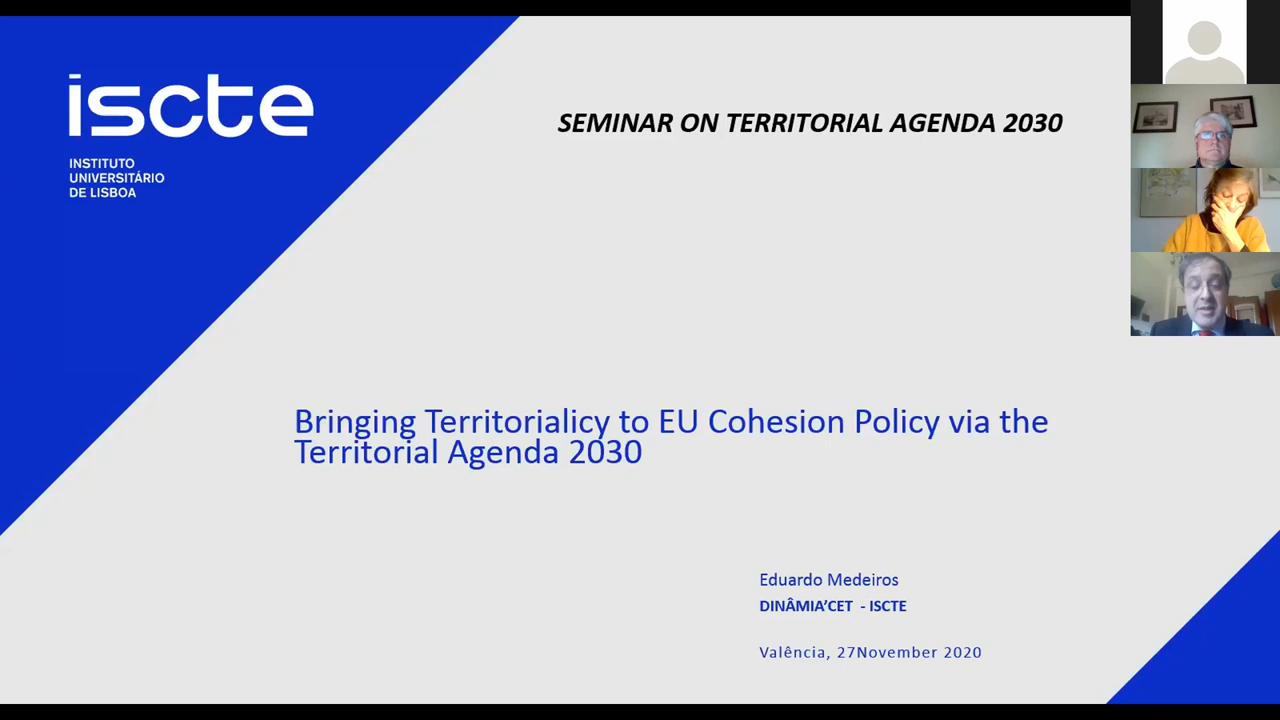 iscte
INSTITUTO
UNIVERSITÁRIO
DE LISBOA
SEMINAR ON TERRITORIAL AGENDA 2030
Bringing Territorialicy to EU Cohesion Policy via the
Territorial Agenda 2030
Eduardo Medeiros
DINÂMIA'CET - ISCTE
Valência, 27November 2020